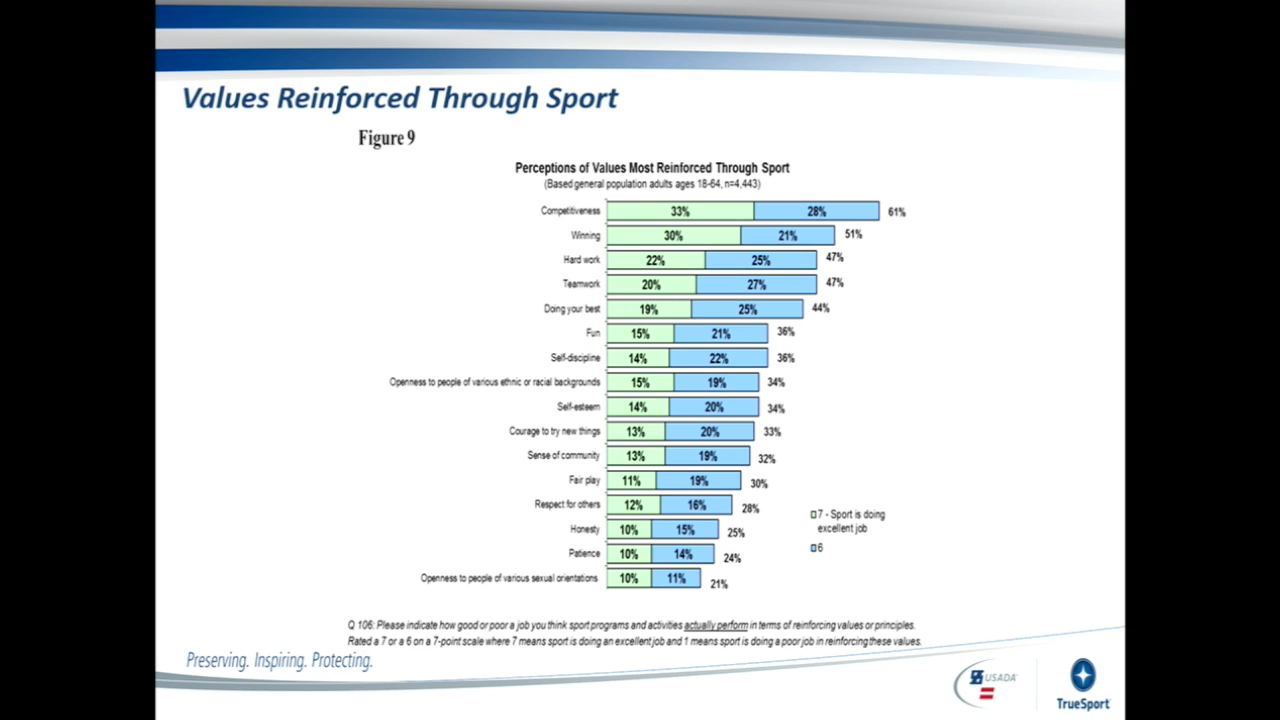 Values Reinforced Through Sport
Figure 9
Perceptions of Values Most Reinforced Through Sport
(Based general population adults ages 18-64, n=4,443)
Competitiveness 33% 28% 61%
Winning 30% 21% 51%
Hard work 22% 25% 47%
Teamwork 20% 27% 47%
Doing your best 19% 25% 44%
Fun 15% 21% 36%
Self-discipline 14% 22% 36%
Openness to people of various ethnic or racial backgrounds 15% 19% 34%
Self-esteem 14% 20% 34%
Courage to try new things 13% 20% 33%
Sense of community 13% 19% 32%
Fair play 11% 19% 30%
Respect for others 12% 16% 28%
Honesty 10% 15% 25%
Patience 10% 14% 24%
Openness to people of various sexual orientations 10% 11% 21%
7 - Sport is doing
excellent job
6
Q 106: Please indicate how good or poor a job you think sport programs and activities actually perform in terms of reinforcing values or principles.
Rated a 7 or a 6 on a 7-point scale where 7 means sport is doing an excellent job and 1 means sport is doing a poor job in reinforcing these values.
Preserving. Inspiring. Protecting.
USADA
TrueSport